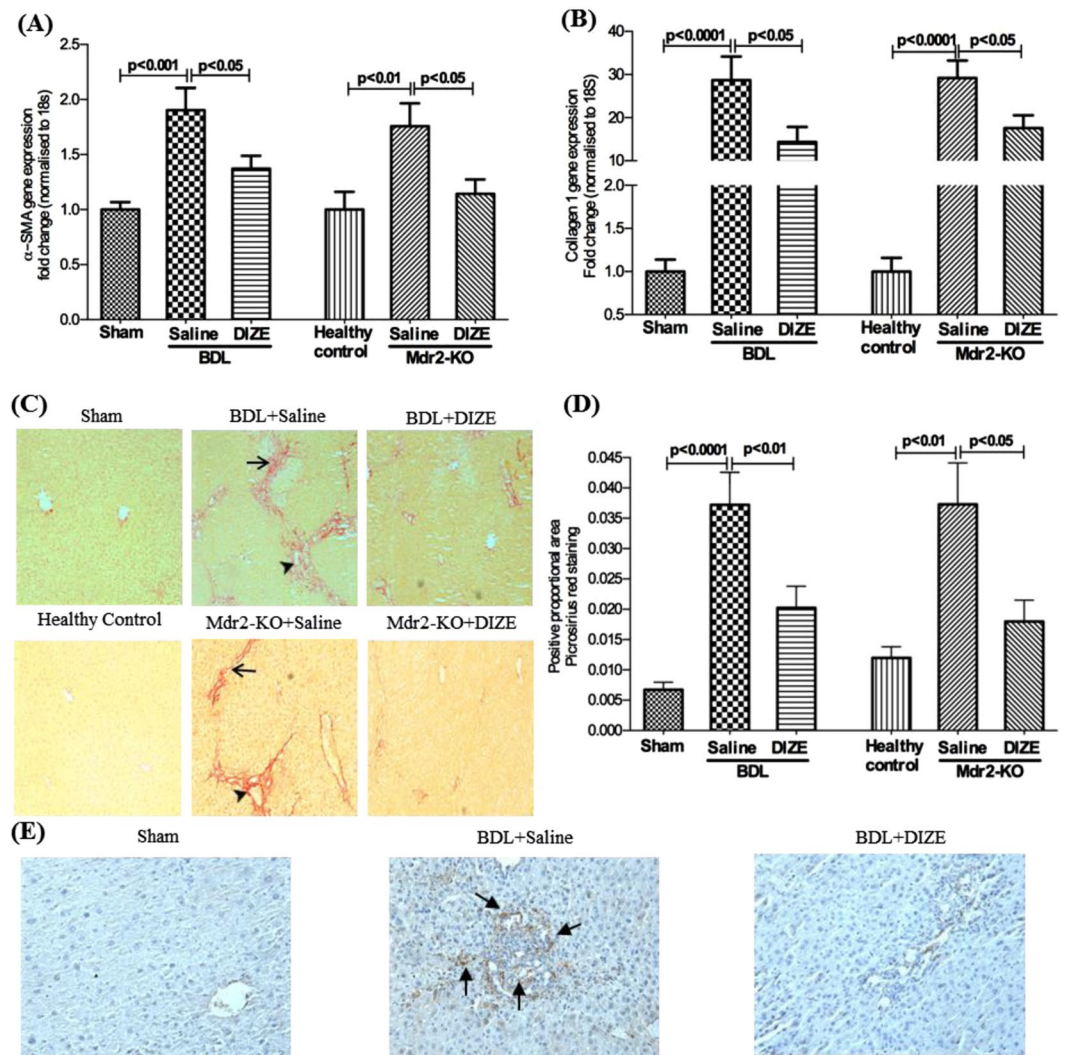 (A)
α-SMA gene expression
fold change (normalised to 18s)
2.5
2.0
1.5
1.0
0.5
0.0
p<0.001
p<0.05
p<0.01
p<0.05
Sham
Saline
DIZE
BDL
Healthy
control
Saline
DIZE
Mdr2-KO
(B)
Collagen 1 gene expression
Fold change (normalised to 18S)
40
30
20
10
2.0
1.5
1.0
0.5
p<0.0001
p<0.05
p<0.0001
p<0.05
Sham
Saline
DIZE
BDL
Healthy
control
Saline
DIZE
Mdr2-KO
(C)
Sham
BDL+Saline
BDL+DIZE
Healthy Control
Mdr2-KO+Saline
Mdr2-KO+DIZE
(D)
Positive proportional area
Picrosirius red staining
0.045
0.040
0.035
0.030
0.025
0.020
0.015
0.010
0.005
0.000
p<0.0001
p<0.01
p<0.01
p<0.05
Sham
Saline
DIZE
BDL
Healthy
control
Saline
DIZE
Mdr2-KO
(E)
Sham
BDL+Saline
BDL+DIZE